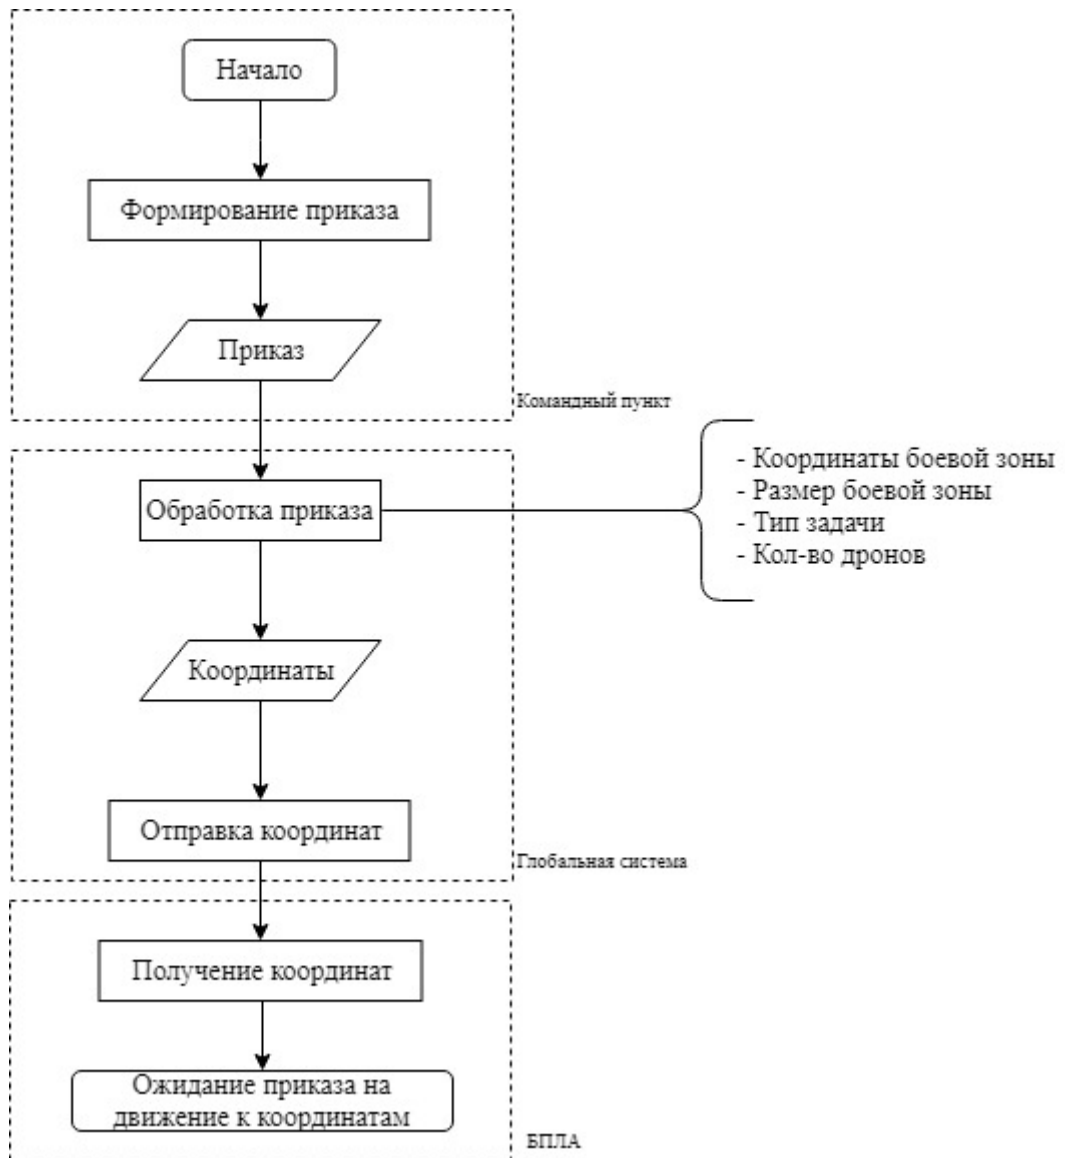 Начало
Формирование приказа
Приказ
Командный пункт
Обработка приказа
- Координаты боевой зоны
- Размер боевой зоны
- Тип задачи
- Кол-во дронов
Координаты
Отправка координат
Глобальная система
Получение координат
Ожидание приказа на
движение к координатам
БПЛА